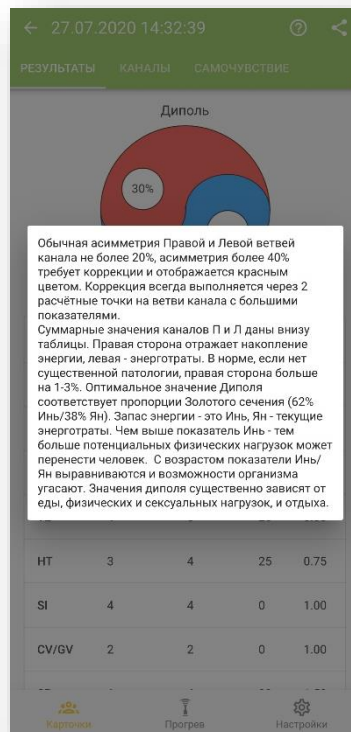 27.07.2020 14:32:39
РЕЗУЛЬТАТЫ КАНАЛЫ САМОЧУВСТВИЕ
Диполь
30%
Обычная асимметрия Правой и Левой ветвей
канала не более 20%, асимметрия более 40%
требует коррекции и отображается красным
цветом. Коррекция всегда выполняется через 2
расчётные точки на ветви канала с большими
показателями.
Суммарные значения каналов П и Л даны внизу
таблицы. Правая сторона отражает накопление
энергии, левая - энерготраты. В норме, если нет
существенной патологии, правая сторона больше
на 1-3%. Оптимальное значение Диполя
соответствует пропорции Золотого сечения (62%
Инь/38% Ян). Запас энергии - это Инь, Ян - текущие
энерготраты. Чем выше показатель Инь - тем
больше потенциальных физических нагрузок может
перенести человек. С возрастом показатели Инь/
Ян выравниваются и возможности организма
угасают. Значения диполя существенно зависят от
еды, физических и сексуальных нагрузок, и отдыха.
HT 3 4 25 0.75
SI 4 4 0 1.00
CV/GV 2 2 0 1.00
Карточки Прогрев Настройки